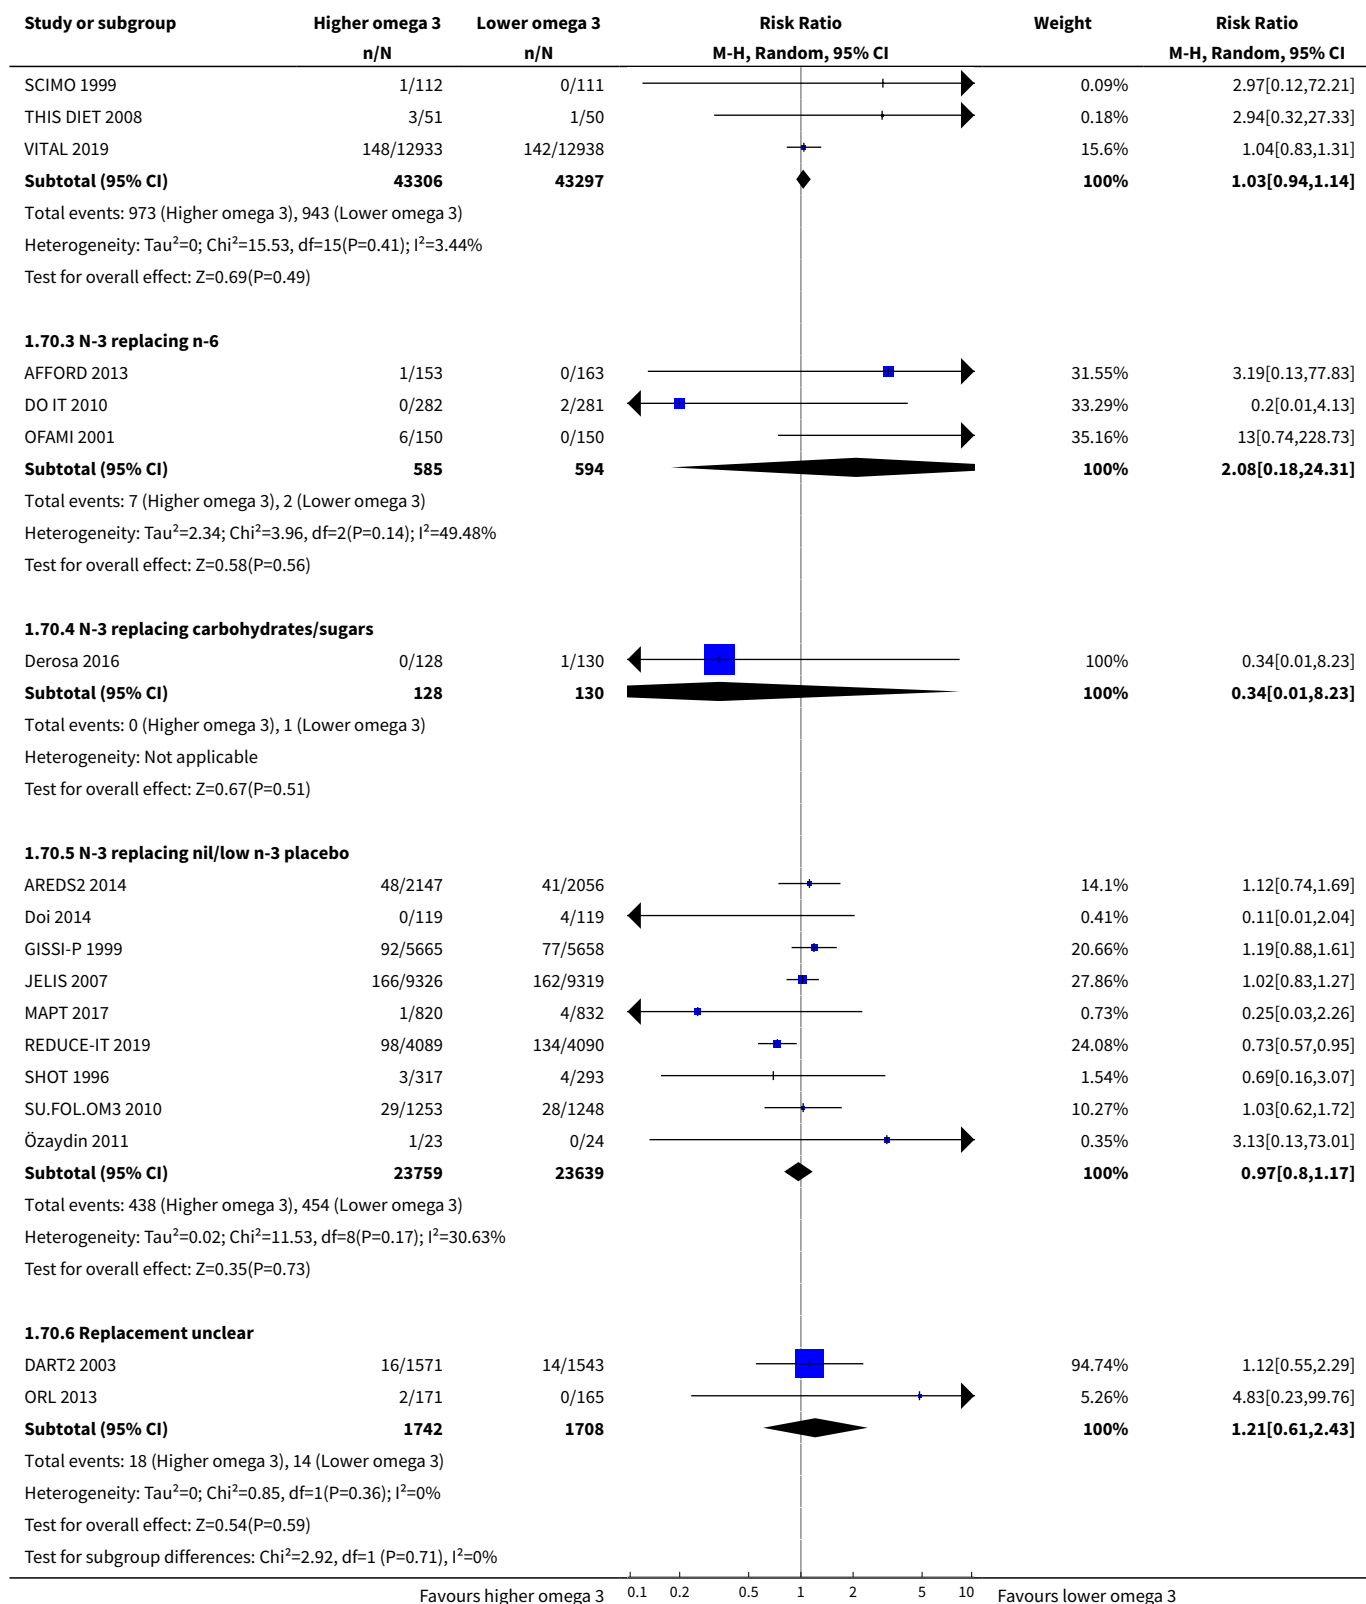 Study or subgroup Higher omega 3 Lower omega 3 Risk Ratio Weight Risk Ratio
n/N n/N M-H, Random, 95% CI M-H, Random, 95% CI
SCIMO 1999 1/112 0/111 0.09% 2.97[0.12,72.21]
THIS DIET 2008 3/51 1/50 0.18% 2.94[0.32,27.33]
VITAL 2019 148/12933 142/12938 15.6% 1.04[0.83,1.31]
Subtotal (95% CI) 43306 43297 100% 1.03[0.94,1.14]
Total events: 973 (Higher omega 3), 943 (Lower omega 3)
Heterogeneity: Tau²=0; Chi²=15.53, df=15(P=0.41); I²=3.44%
Test for overall effect: Z=0.69(P=0.49)
1.70.3 N-3 replacing n-6
AFFORD 2013 1/153 0/163 31.55% 3.19[0.13,77.83]
DO IT 2010 0/282 2/281 33.29% 0.2[0.01,4.13]
OFAMI 2001 6/150 0/150 35.16% 13[0.74,228.73]
Subtotal (95% CI) 585 594 100% 2.08[0.18,24.31]
Total events: 7 (Higher omega 3), 2 (Lower omega 3)
Heterogeneity: Tau²=2.34; Chi²=3.96, df=2(P=0.14); I²=49.48%
Test for overall effect: Z=0.58(P=0.56)
1.70.4 N-3 replacing carbohydrates/sugars
Derosa 2016 0/128 1/130 100% 0.34[0.01,8.23]
Subtotal (95% CI) 128 130 100% 0.34[0.01,8.23]
Total events: 0 (Higher omega 3), 1 (Lower omega 3)
Heterogeneity: Not applicable
Test for overall effect: Z=0.67(P=0.51)
1.70.5 N-3 replacing nil/low n-3 placebo
AREDS2 2014 48/2147 41/2056 14.1% 1.12[0.74,1.69]
Doi 2014 0/119 4/119 0.41% 0.11[0.01,2.04]
GISSI-P 1999 92/5665 77/5658 20.66% 1.19[0.88,1.61]
JELIS 2007 166/9326 162/9319 27.86% 1.02[0.83,1.27]
MAPT 2017 1/820 4/832 0.73% 0.25[0.03,2.26]
REDUCE-IT 2019 98/4089 134/4090 24.08% 0.73[0.57,0.95]
SHOT 1996 3/317 4/293 1.54% 0.69[0.16,3.07]
SU.FOL.OM3 2010 29/1253 28/1248 10.27% 1.03[0.62,1.72]
Özaydin 2011 1/23 0/24 0.35% 3.13[0.13,73.01]
Subtotal (95% CI) 23759 23639 100% 0.97[0.8,1.17]
Total events: 438 (Higher omega 3), 454 (Lower omega 3)
Heterogeneity: Tau²=0.02; Chi²=11.53, df=8(P=0.17); I²=30.63%
Test for overall effect: Z=0.35(P=0.73)
1.70.6 Replacement unclear
DART2 2003 16/1571 14/1543 94.74% 1.12[0.55,2.29]
ORL 2013 2/171 0/165 5.26% 4.83[0.23,99.76]
Subtotal (95% CI) 1742 1708 100% 1.21[0.61,2.43]
Total events: 18 (Higher omega 3), 14 (Lower omega 3)
Heterogeneity: Tau²=0; Chi²=0.85, df=1(P=0.36); I²=0%
Test for overall effect: Z=0.54(P=0.59)
Test for subgroup differences: Chi²=2.92, df=1 (P=0.71), I²=0%
Favours higher omega 3 0.1 0.2 0.5 1 2 5 10 Favours lower omega 3